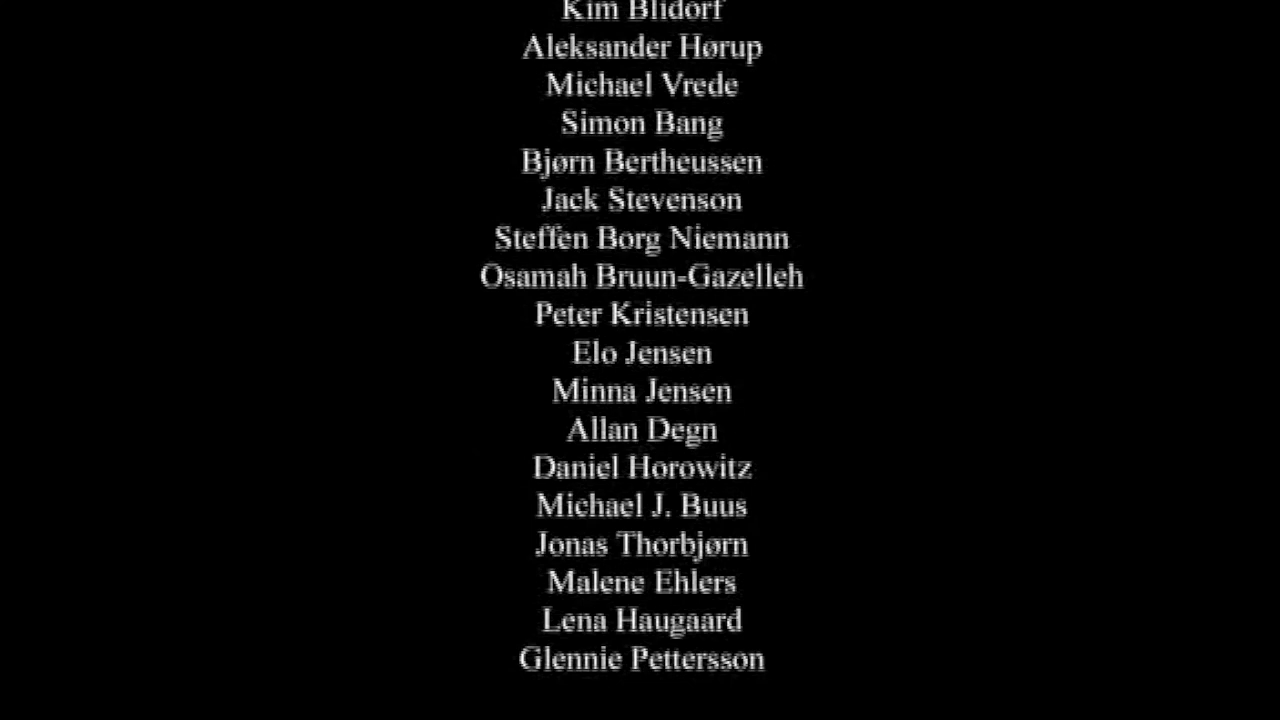 Kim Blidorf
Aleksander Hørup
Michael Vrede
Simon Bang
Bjørn Bertheussen
Jack Stevenson
Steffen Borg Niemann
Osamah Bruun-Gazelleh
Peter Kristensen
Elo Jensen
Minna Jensen
Allan Degn
Daniel Horowitz
Michael J. Buus
Jonas Thorbjørn
Malene Ehlers
Lena Haugaard
Glennie Pettersson